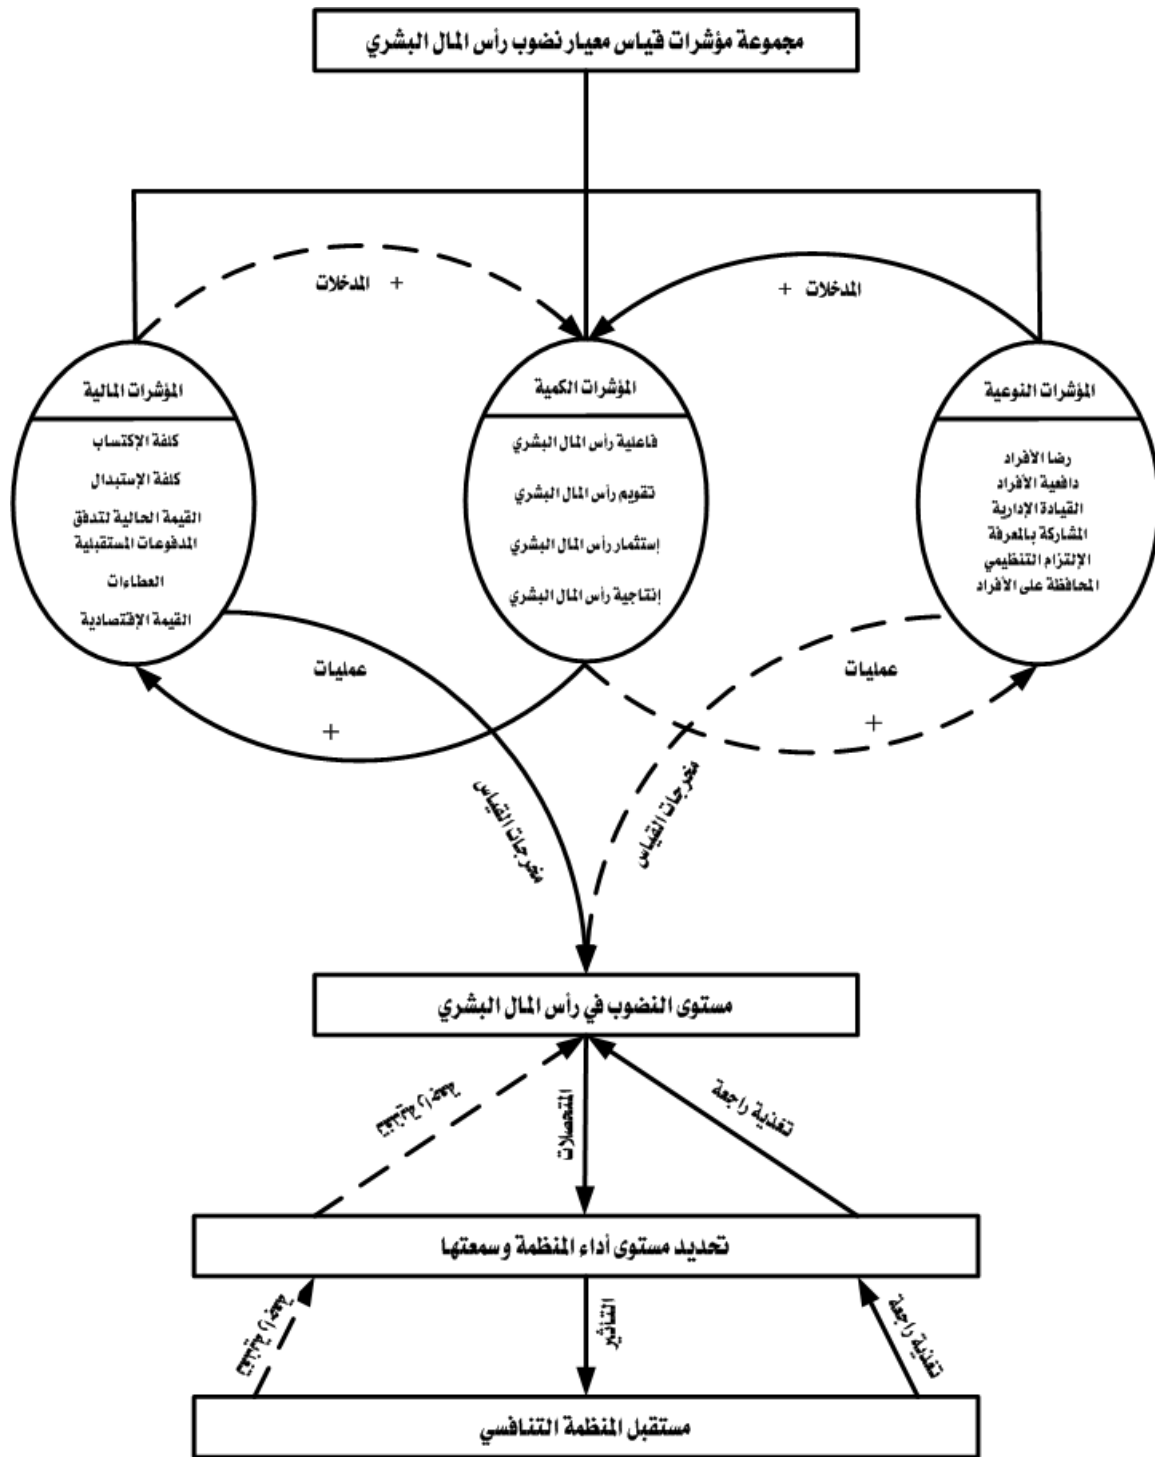 مجموعة مؤشرات قياس معيار نضوب رأس المال البشري
المدخلات +
+ المدخلات
المؤشرات النوعية
رضا الأفراد
دافعية الأفراد
القيادة الإدارية
المشاركة بالمعرفة
الإلتزام التنظيمي
المحافظة على الأفراد
المؤشرات الكمية
فاعلية رأس المال البشري
تقويم رأس المال البشري
إستثمار رأس المال البشري
إنتاجية رأس المال البشري
المؤشرات المالية
كلفة الإكتساب
كلفة الإستبدال
القيمة الحالية لتدفق
المدفوعات المستقبلية
العطاءات
القيمة الإقتصادية
عمليات
+
عمليات
+
مخرجات القياس
مخرجات القياس
مستوى النضوب في رأس المال البشري
تغذية راجعة
المتحصلات
تغذية راجعة
تحديد مستوى أداء المنظمة وسمعتها
تغذية راجعة
التأثير
تغذية راجعة
مستقبل المنظمة التنافسي